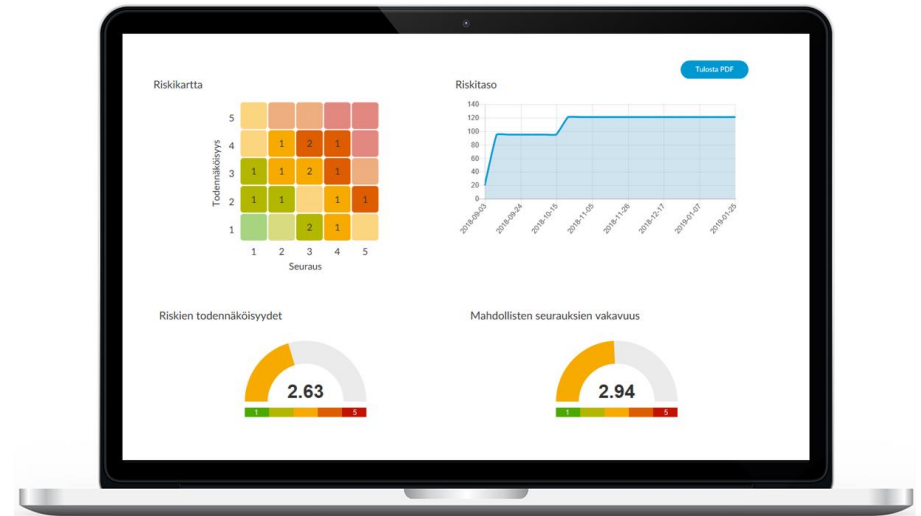 Tulosta PDF
Riskikartta
Todennäköisyys
5
4 1 2 1
3 1 1 2 1
2 1 1 1 1
1 2 1
1 2 3 4 5
Seuraus
Riskitaso
140
120
100
80
60
40
20
0
2018-09-03 2018-09-24 2018-10-15 2018-11-05 2018-11-26 2018-12-17 2019-01-07 2019-01-25
Riskien todennäköisyydet
2.63
1 5
Mahdollisten seurauksien vakavuus
2.94
1 5